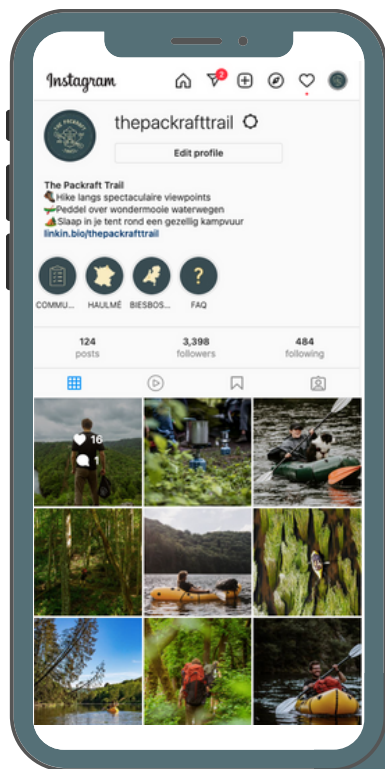 Instagram
2
thepackrafttrail
Edit profile
The Packraft Trail
Hike langs spectaculaire viewpoints
Peddel over wondermooie waterwegen
Slaap in je tent rond een gezellig kampvuur
linkin.bio/thepackrafttrail
?
COMMU... HAULMÉ BIESBOS... FAQ
124 3,398 484
posts followers following
16
1